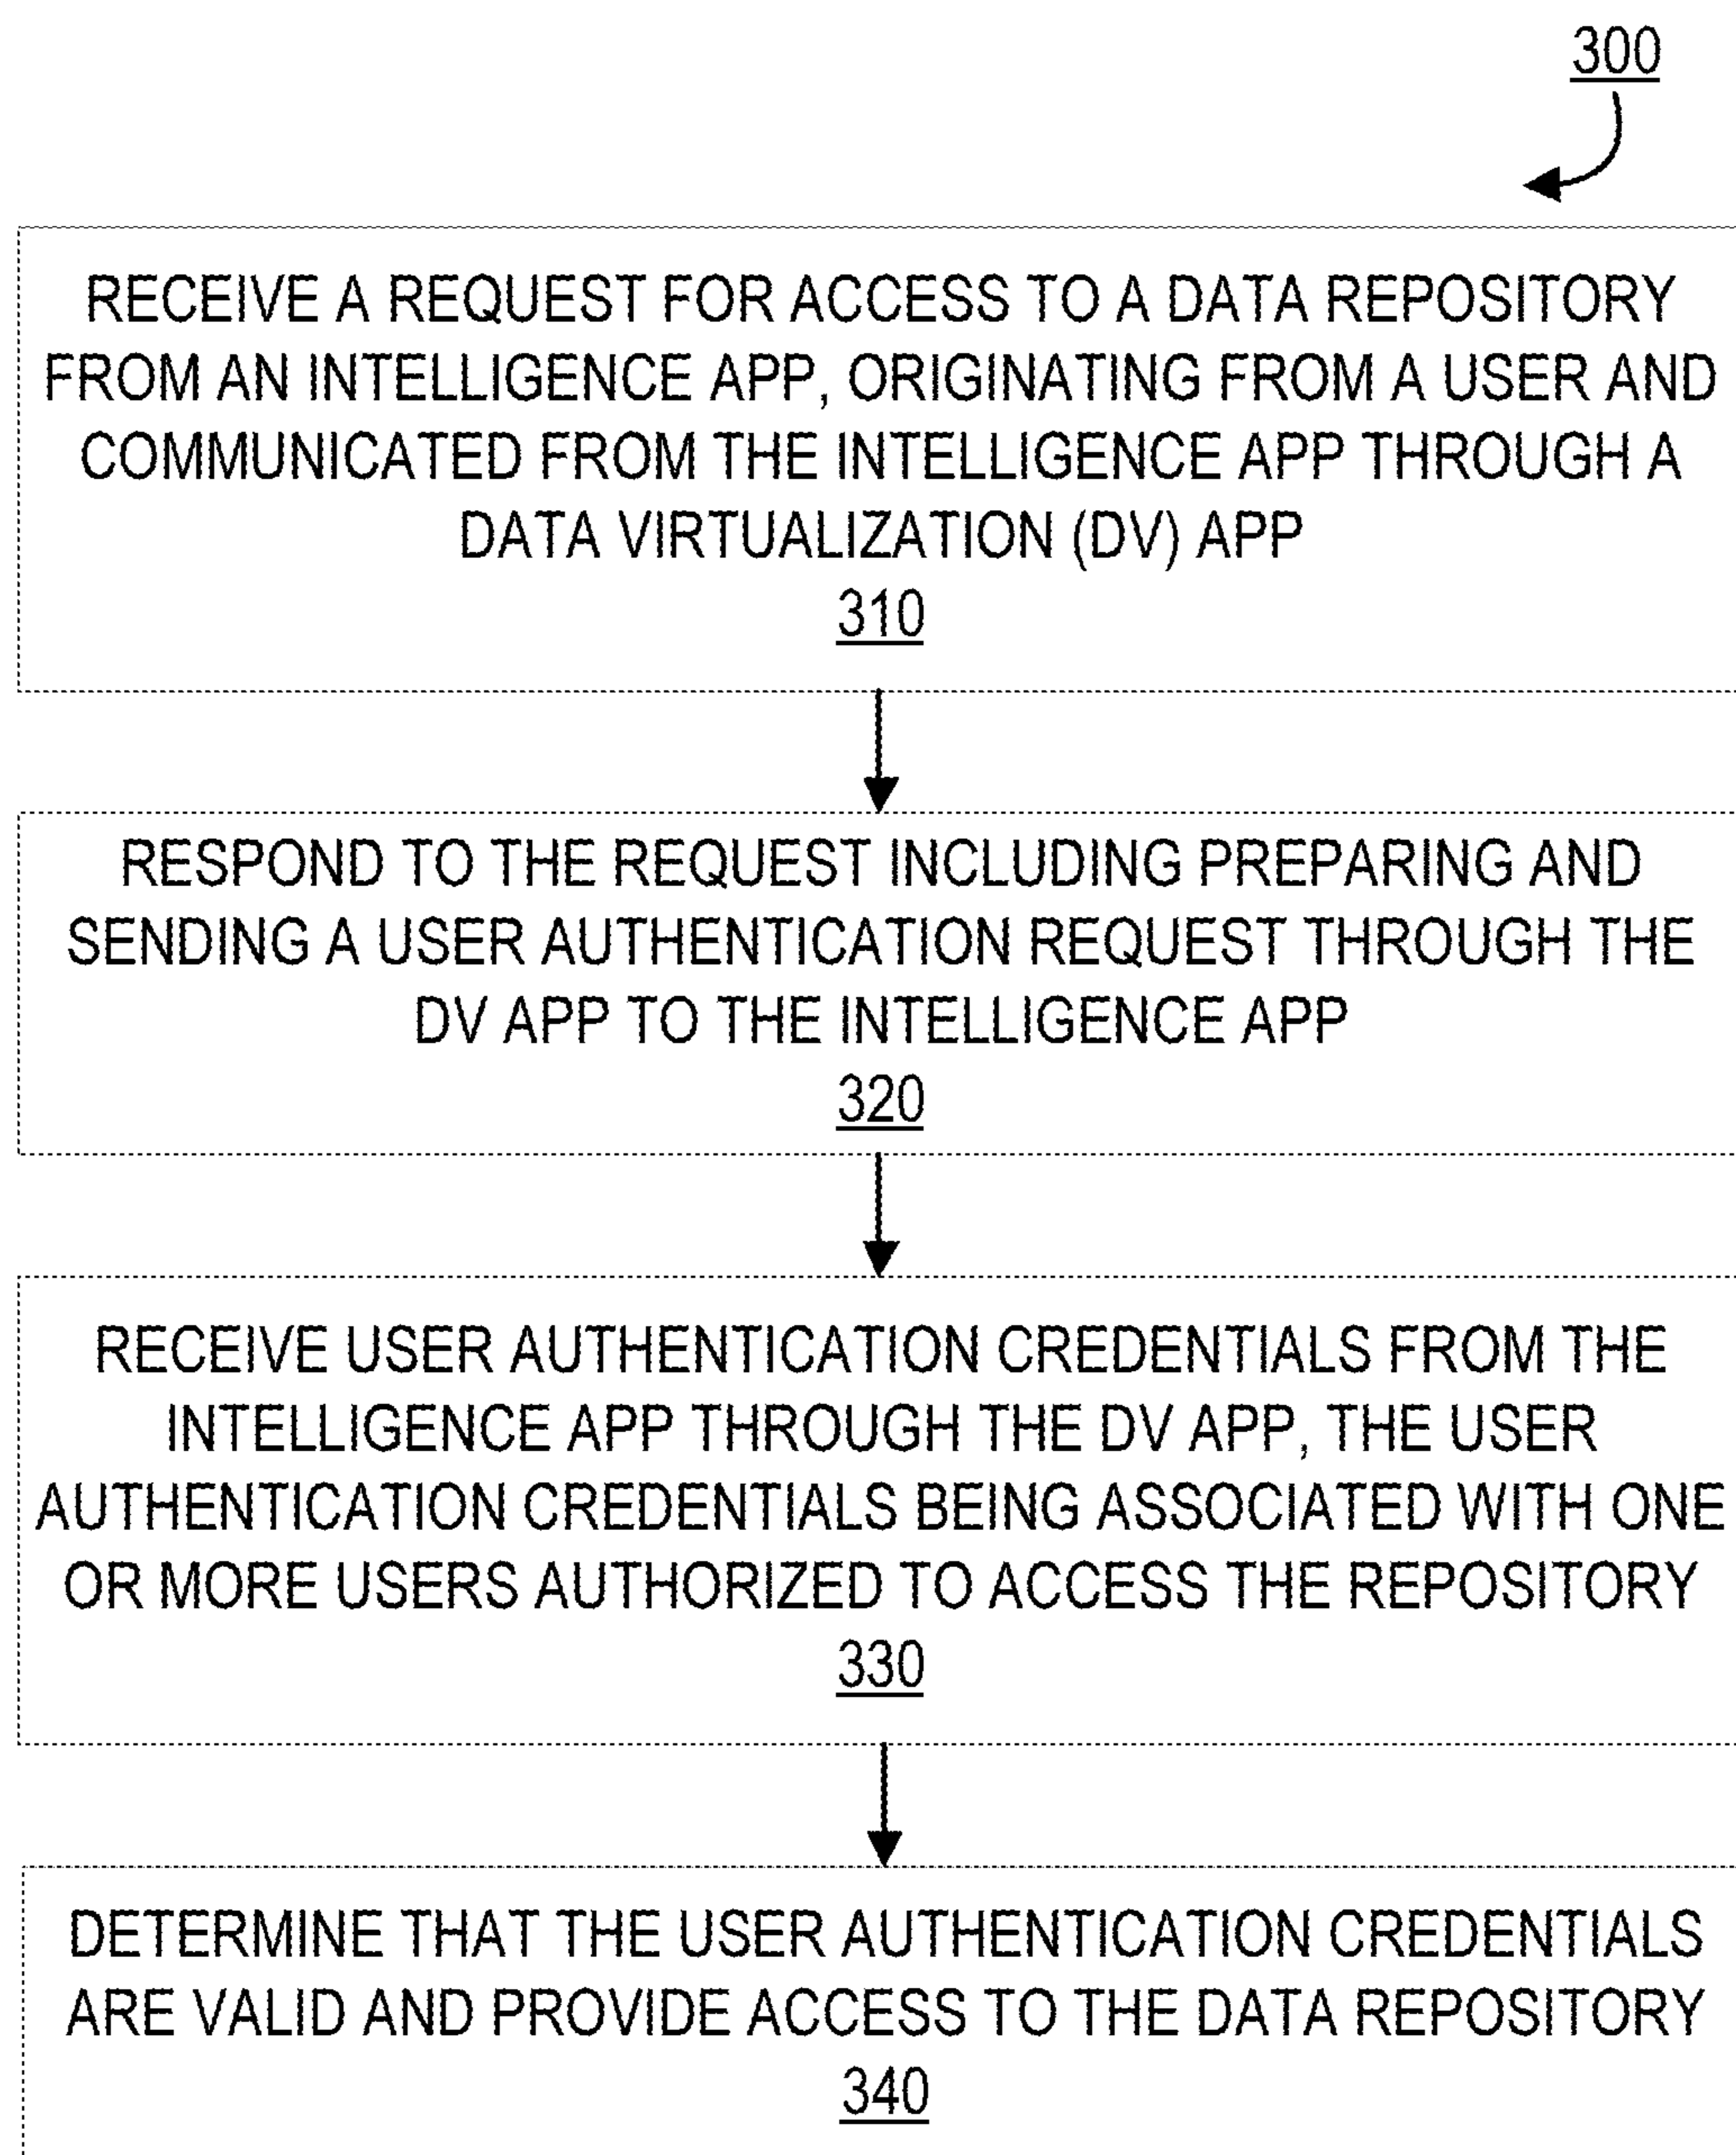 300
RECEIVE A REQUEST FOR ACCESS TO A DATA REPOSITORY
FROM AN INTELLIGENCE APP, ORIGINATING FROM A USER AND
COMMUNICATED FROM THE INTELLIGENCE APP THROUGH A
DATA VIRTUALIZATION (DV) APP
310
RESPOND TO THE REQUEST INCLUDING PREPARING AND
SENDING A USER AUTHENTICATION REQUEST THROUGH THE
DV APP TO THE INTELLIGENCE APP
320
RECEIVE USER AUTHENTICATION CREDENTIALS FROM THE
INTELLIGENCE APP THROUGH THE DV APP, THE USER
AUTHENTICATION CREDENTIALS BEING ASSOCIATED WITH ONE
OR MORE USERS AUTHORIZED TO ACCESS THE REPOSITORY
330
DETERMINE THAT THE USER AUTHENTICATION CREDENTIALS
ARE VALID AND PROVIDE ACCESS TO THE DATA REPOSITORY
340